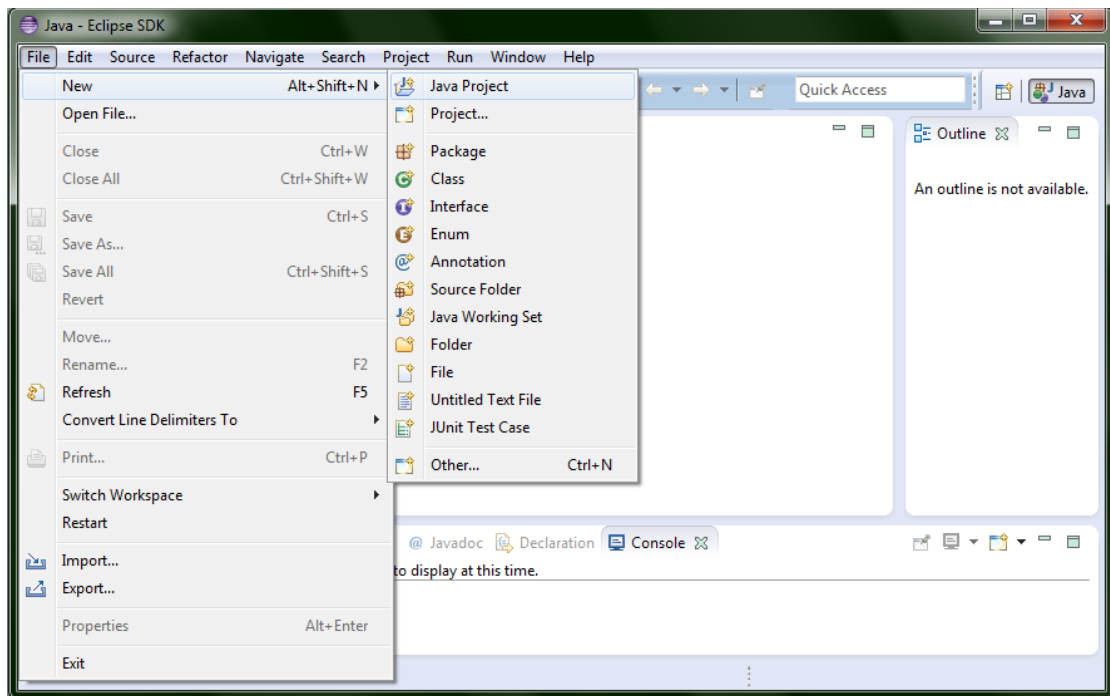 Java - Eclipse SDK
File Edit Source Refactor Navigate Search Project Run Window Help
New Alt+Shift+N
Open File...
Close Ctrl+W
Close All Ctrl+Shift+W
Save Ctrl+S
Save As...
Save All Ctrl+Shift+S
Revert
Move...
Rename... F2
Refresh F5
Convert Line Delimiters To
Print... Ctrl+P
Switch Workspace
Restart
Import...
Export...
Properties Alt+Enter
Exit
Java Project
Project...
Package
Class
Interface
Enum
Annotation
Source Folder
Java Working Set
Folder
File
Untitled Text File
JUnit Test Case
Other... Ctrl+N
Quick Access
Java
Outline
An outline is not available.
@ Javadoc Declaration Console
to display at this time.